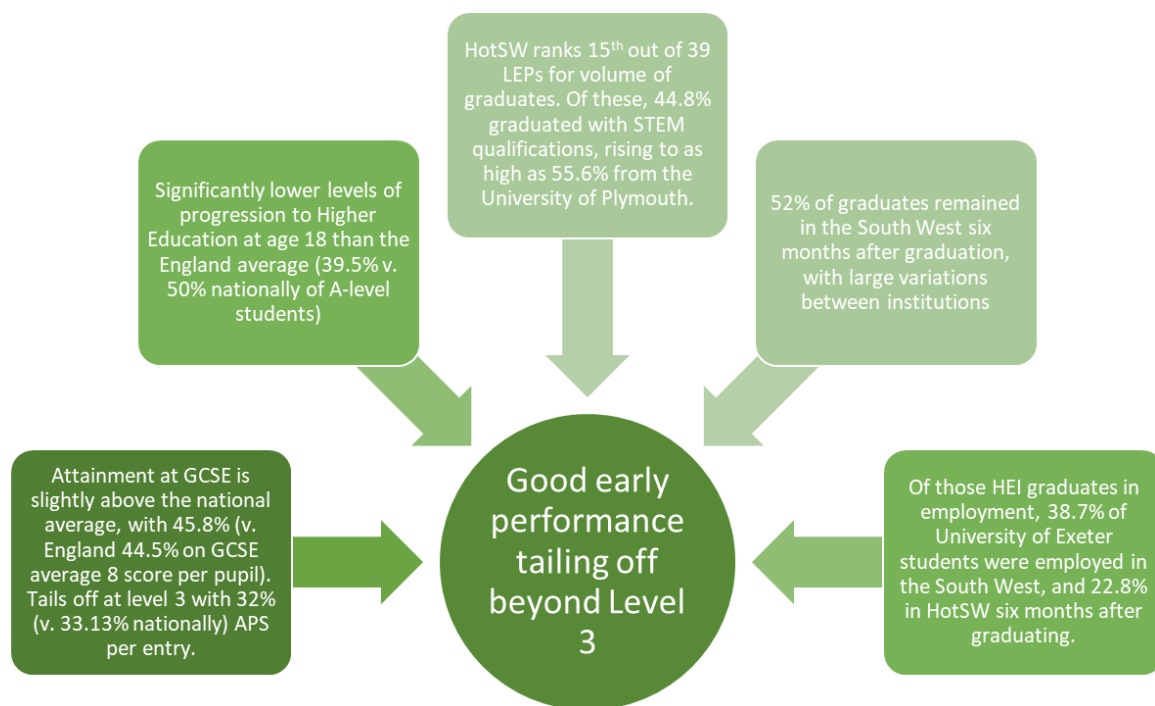 HotSW ranks 15th out of 39
LEPs for volume of
graduates. Of these, 44.8%
graduated with STEM
qualifications, rising to as
high as 55.6% from the
University of Plymouth.
Significantly lower levels of
progression to Higher
Education at age 18 than the
England average (39.5% v.
50% nationally of A-level
students)
52% of graduates remained
in the South West six
months after graduation,
with large variations
between institutions
Attainment at GCSE is
slightly above the national
average, with 45.8% (v.
England 44.5% on GCSE
average 8 score per pupil).
Tails off at level 3 with 32%
(v. 33.13% nationally) APS
per entry.
Good early
performance
tailing off
beyond Level
3
Of those HEI graduates in
employment, 38.7% of
University of Exeter
students were employed in
the South West, and 22.8%
in HotSW six months after
graduating.